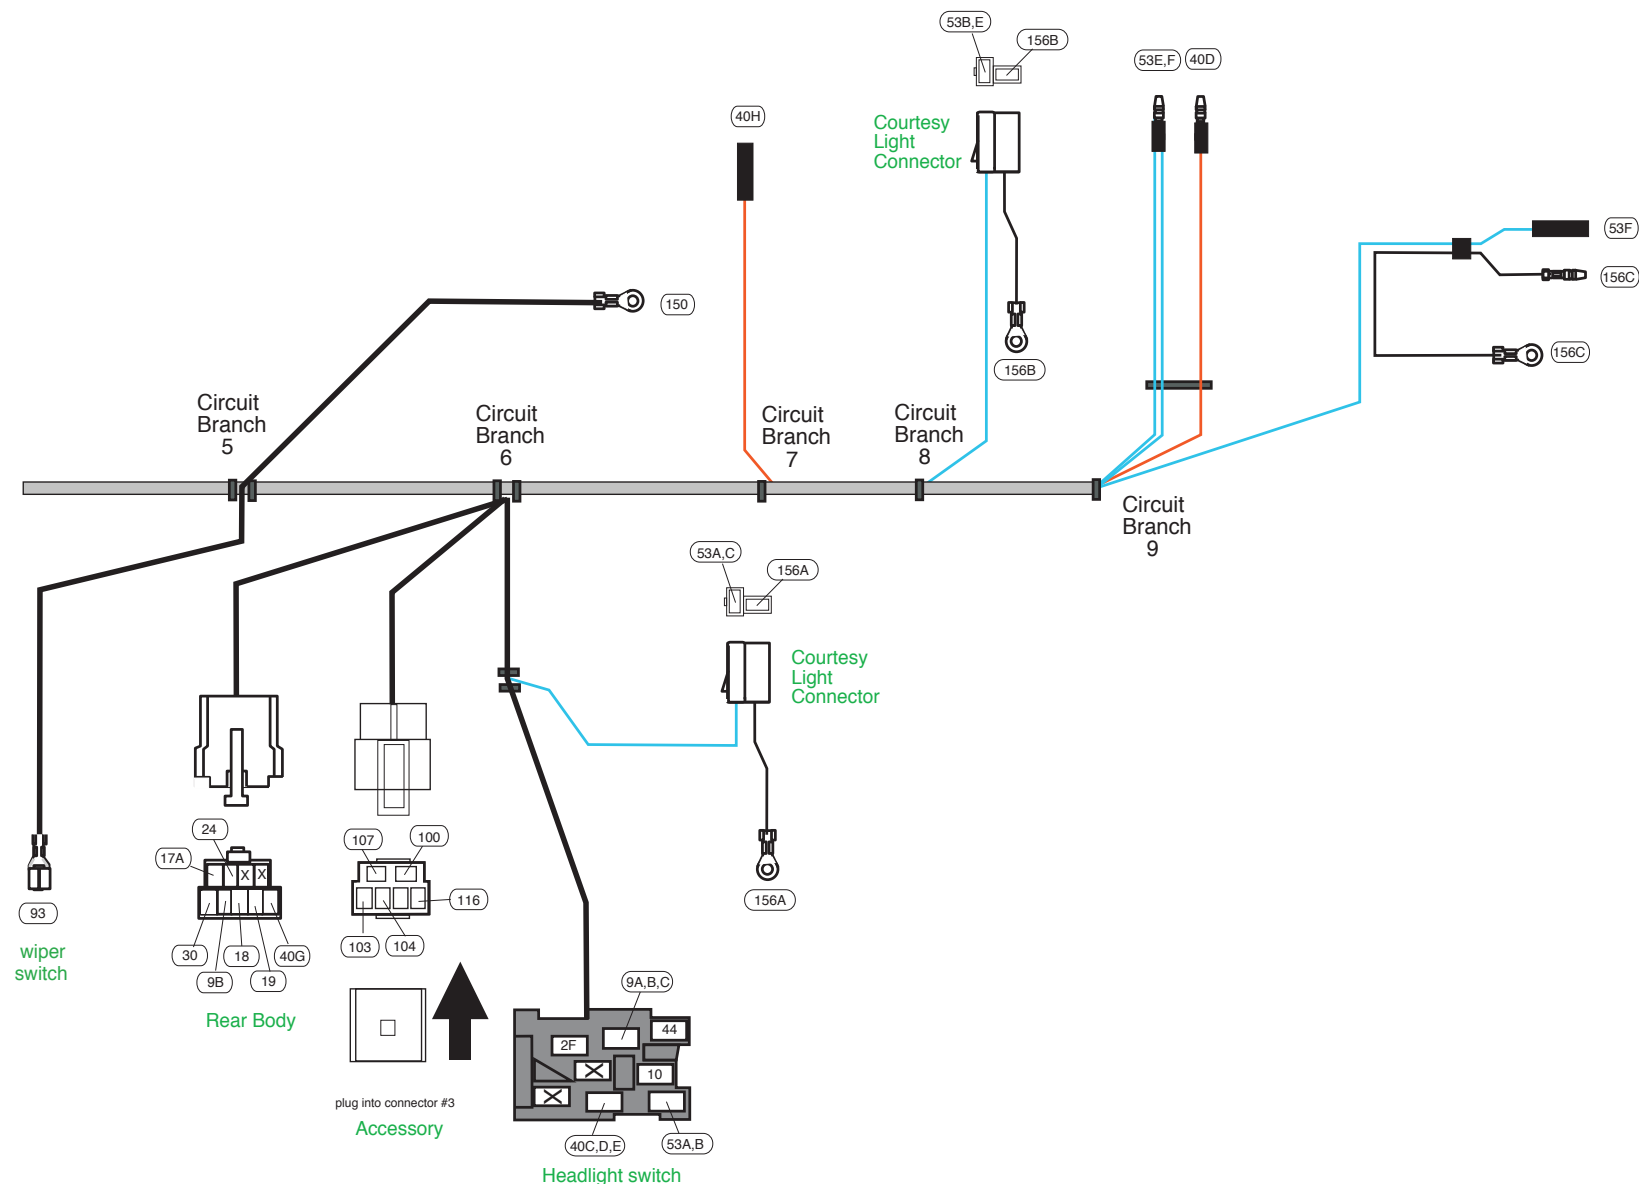 53B,E
156B
53E,F
40D
40H
Courtesy
Light
Connector
53F
156C
150
156B
156C
Circuit
Branch
5
Circuit
Branch
6
Circuit
Branch
7
Circuit
Branch
8
Circuit
Branch
9
53A,C
156A
Courtesy
Light
Connector
156A
24
17A
X
X
30
9B
18
19
40G
Rear Body
93
wiper
switch
107
100
116
103
104
plug into connector #3
Accessory
9A,B,C
44
2F
X
10
X
40C,D,E
53A,B
Headlight switch